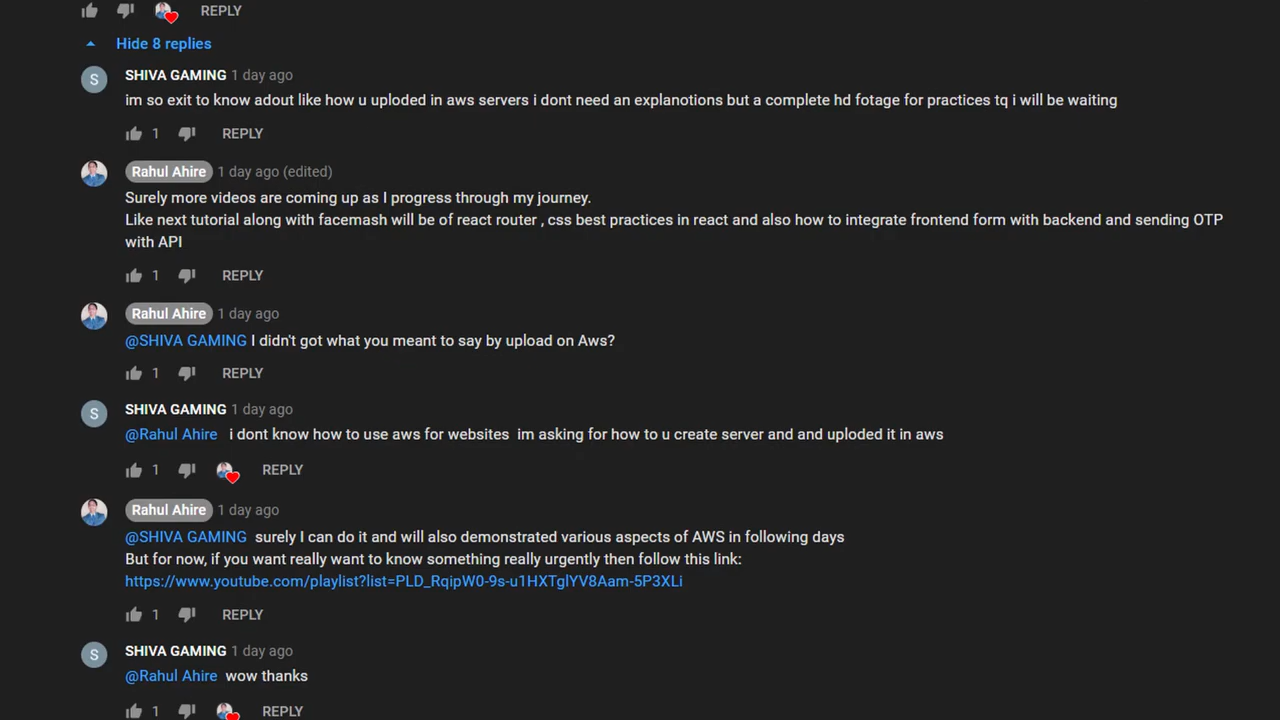 REPLY
Hide 8 replies
S
SHIVA GAMING 1 day ago
im so exit to know adout like how u uploded in aws servers i dont need an explanotions but a complete hd fotage for practices tq i will be waiting
1 REPLY
Rahul Ahire 1 day ago (edited)
Surely more videos are coming up as I progress through my journey.
Like next tutorial along with facemash will be of react router , css best practices in react and also how to integrate frontend form with backend and sending OTP
with API
1 REPLY
Rahul Ahire 1 day ago
@SHIVA GAMING I didn't got what you meant to say by upload on Aws?
1 REPLY
S
SHIVA GAMING 1 day ago
@Rahul Ahire i dont know how to use aws for websites im asking for how to u create server and and uploded it in aws
1 REPLY
Rahul Ahire 1 day ago
@SHIVA GAMING surely I can do it and will also demonstrated various aspects of AWS in following days
But for now, if you want really want to know something really urgently then follow this link:
https://www.youtube.com/playlist?list=PLD_RqipW0-9s-u1HXTglYV8Aam-5P3XLi
1 REPLY
S
SHIVA GAMING 1 day ago
@Rahul Ahire wow thanks
1 REPLY